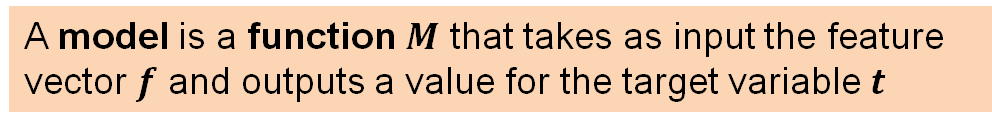 A model is a function M that takes as input the feature
vector f and outputs a value for the target variable t